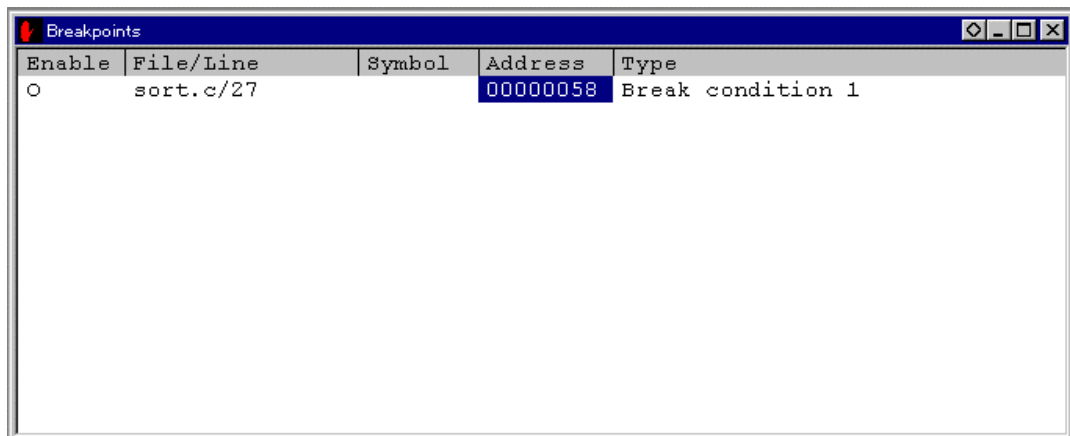 Breakpoints
Enable File/Line Symbol Address Type
O sort.c/27 00000058 Break condition 1